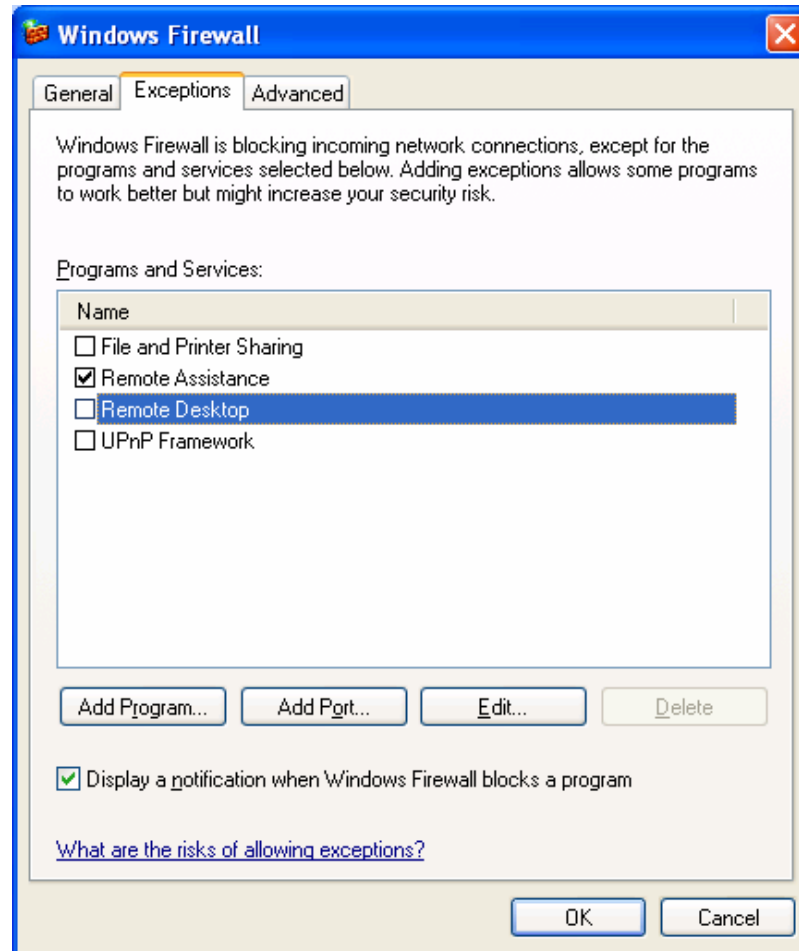 Windows Firewall
General Exceptions Advanced
Windows Firewall is blocking incoming network connections, except for the
programs and services selected below. Adding exceptions allows some programs
to work better but might increase your security risk.
Programs and Services:
Name
File and Printer Sharing
Remote Assistance
Remote Desktop
UPnP Framework
Add Program... Add Port... Edit... Delete
Display a notification when Windows Firewall blocks a program
What are the risks of allowing exceptions?
OK Cancel